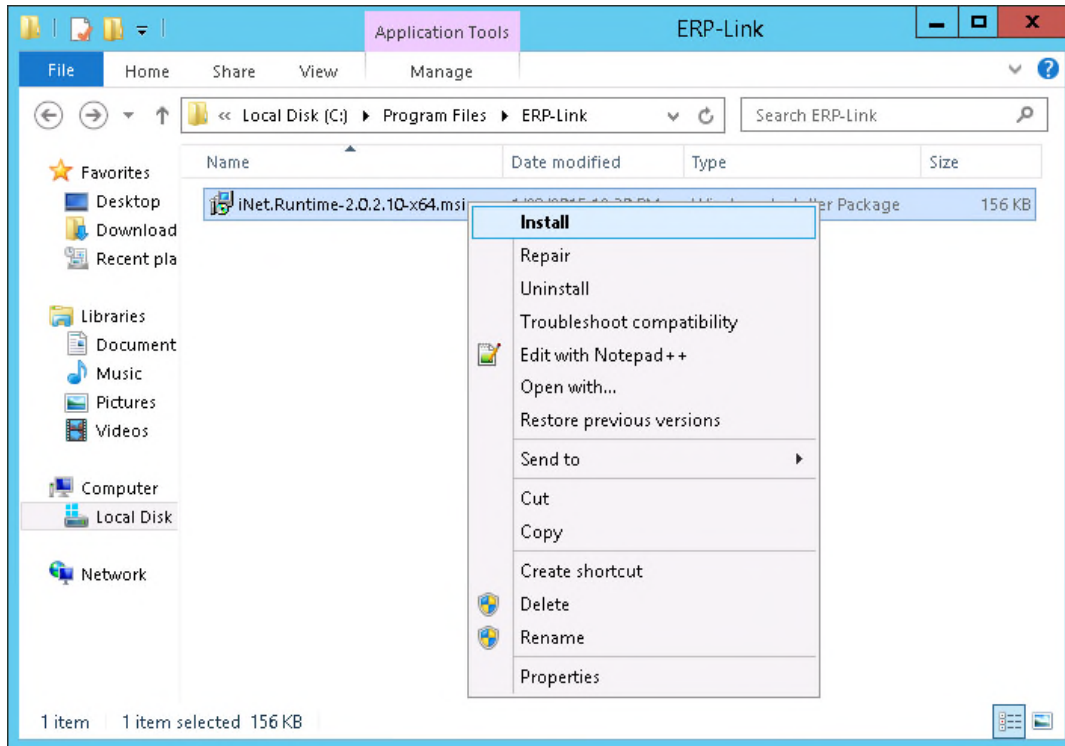 Application Tools
ERP-Link
File Home Share View Manage
« Local Disk (C:) Program Files ERP-Link
Search ERP-Link
Name Date modified Type Size
iNet.Runtime-2.0.2.10-x64.msi er Package 156 KB
Favorites
Desktop
Download
Recent pla
Libraries
Document
Music
Pictures
Videos
Computer
Local Disk
Network
Install
Repair
Uninstall
Troubleshoot compatibility
Edit with Notepad++
Open with...
Restore previous versions
Send to
Cut
Copy
Create shortcut
Delete
Rename
Properties
1 item 1 item selected 156 KB